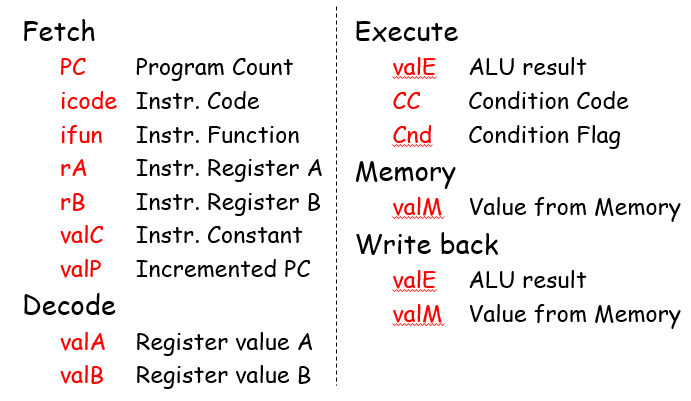 Fetch
PC Program Count
icode Instr. Code
ifun Instr. Function
rA Instr. Register A
rB Instr. Register B
valC Instr. Constant
valP Incremented PC
Decode
valA Register value A
valB Register value B
Execute
valE ALU result
CC Condition Code
Cnd Condition Flag
Memory
valM Value from Memory
Write back
valE ALU result
valM Value from Memory